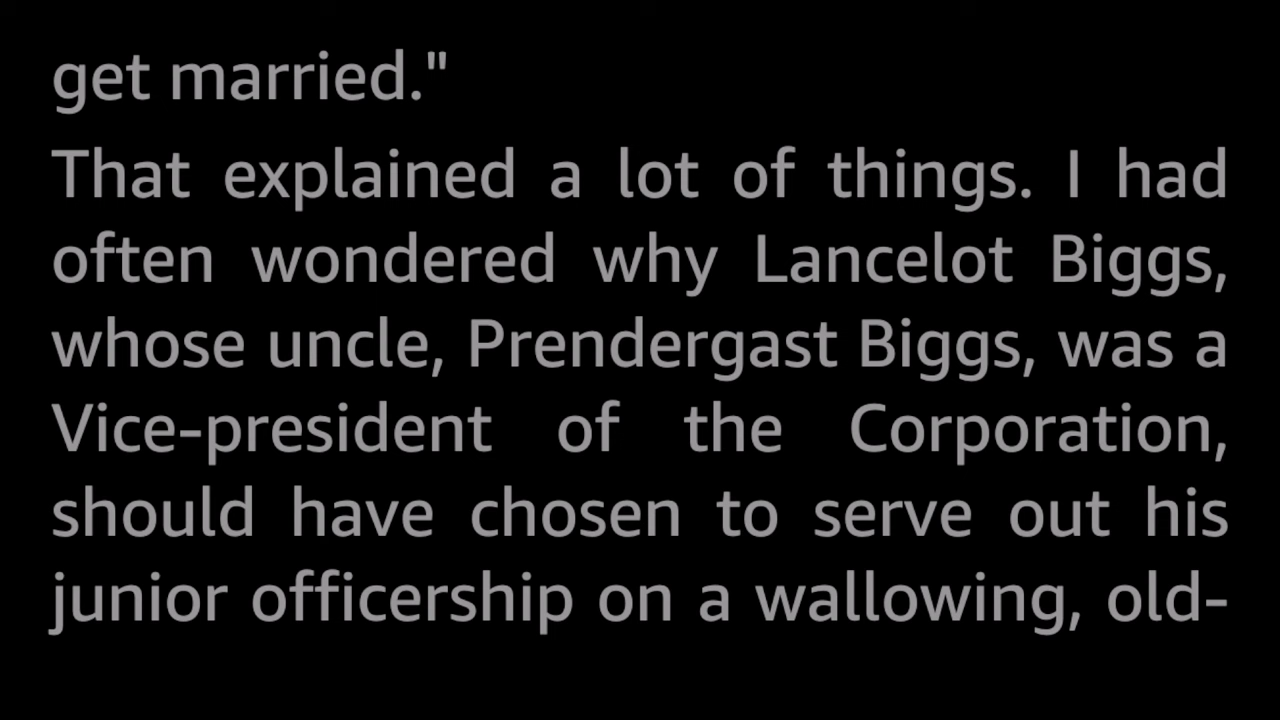 get married."
That explained a lot of things. I had
often wondered why Lancelot Biggs,
whose uncle, Prendergast Biggs, was a
Vice-president of the Corporation,
should have chosen to serve out his
junior officership on a wallowing, old-